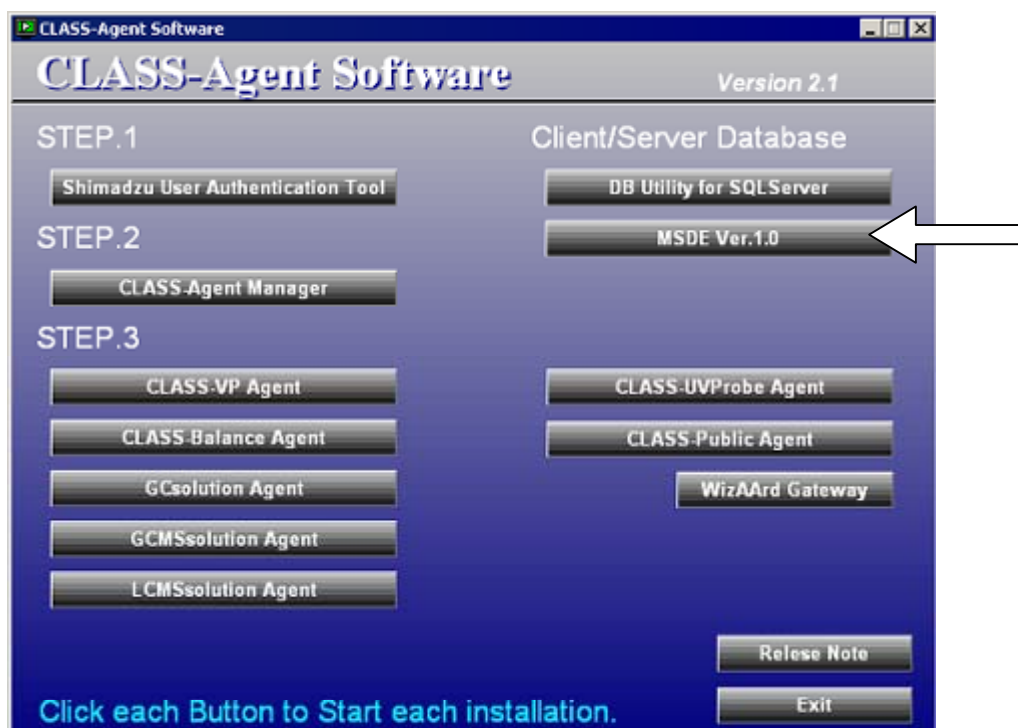 CLASS-Agent Software
CLASS-Agent Software
Version 2.1
STEP.1
Client/Server Database
Shimadzu User Authentication Tool
DB Utility for SQLServer
STEP.2
MSDE Ver.1.0
CLASS-Agent Manager
STEP.3
CLASS-VP Agent
CLASS-UVProbe Agent
CLASS-Balance Agent
CLASS-Public Agent
GCsolution Agent
WizAArd Gateway
GCMSsolution Agent
LCMSsolution Agent
Relese Note
Click each Button to Start each installation.
Exit